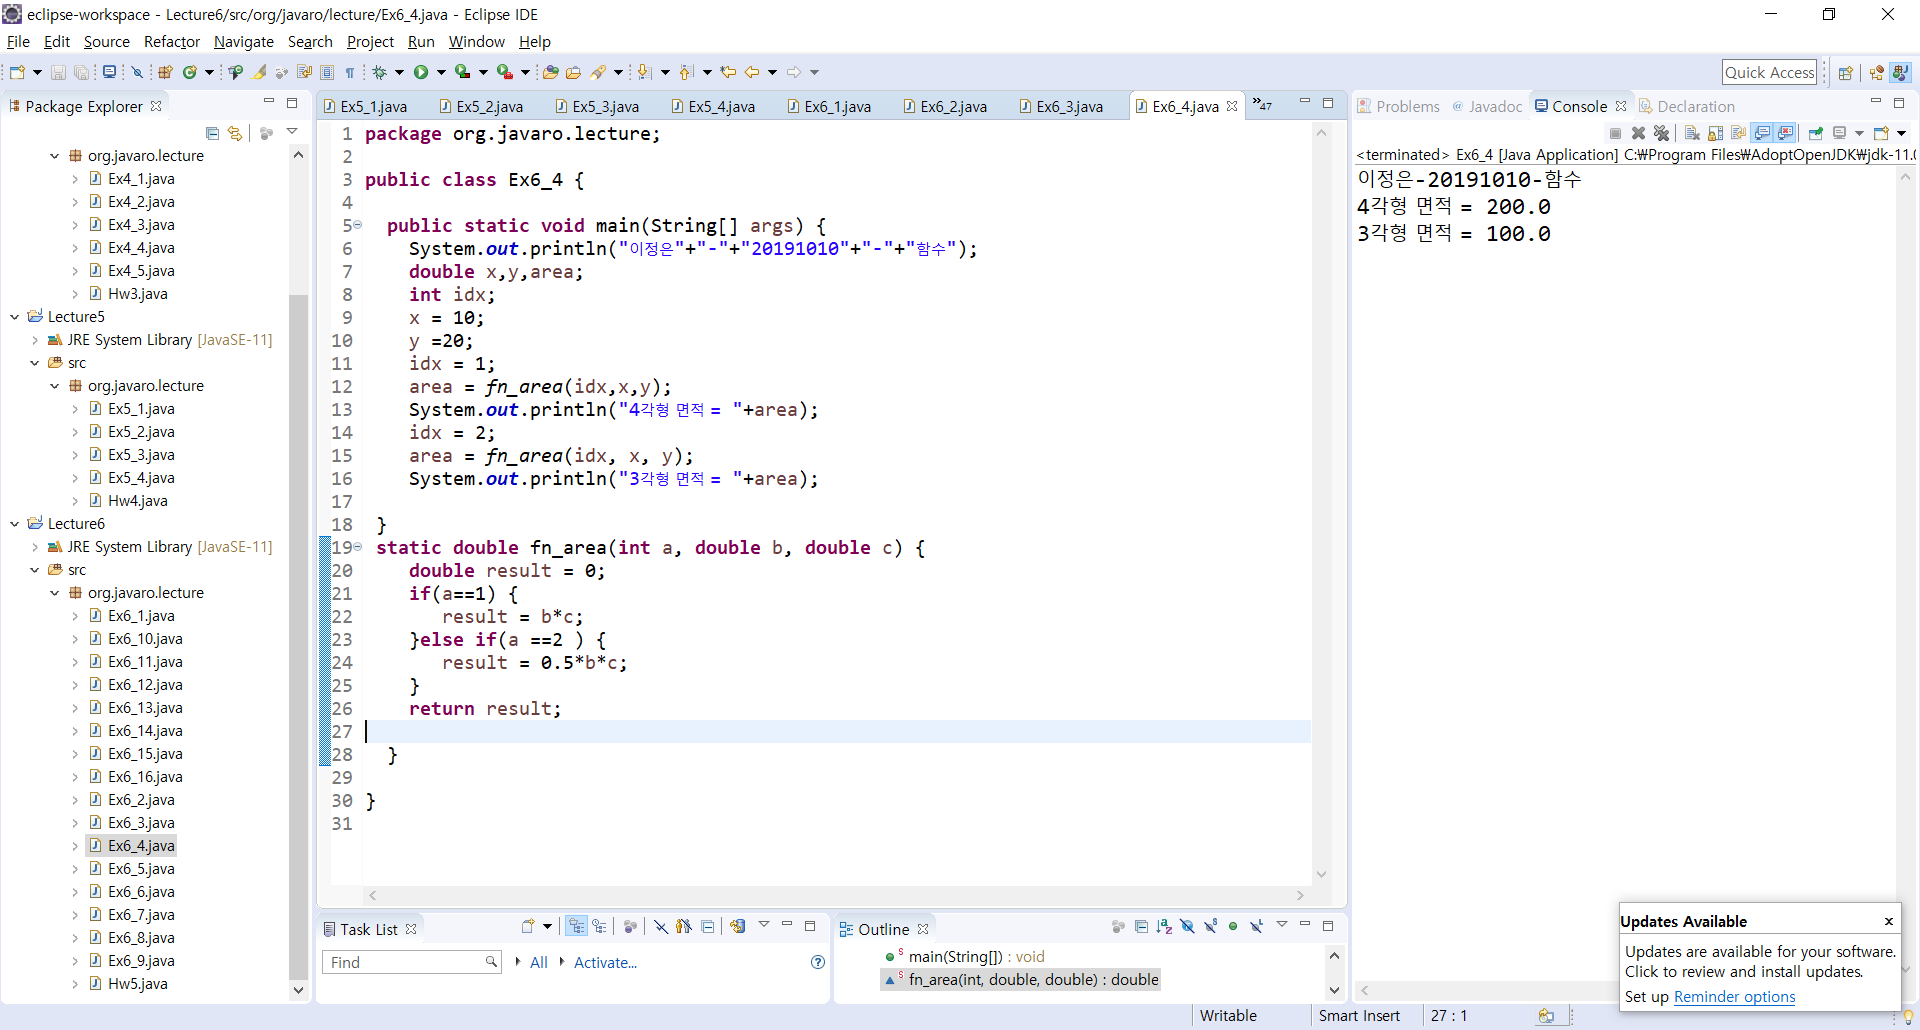 eclipse-workspace - Lecture6/src/org/javaro/lecture/Ex6_4.java - Eclipse IDE
File Edit Source Refactor Navigate Search Project Run Window Help
Quick Access
Package Explorer
org.javaro.lecture
Ex4_1.java
Ex4_2.java
Ex4_3.java
Ex4_4.java
Ex4_5.java
Hw3.java
Lecture5
JRE System Library [JavaSE-11]
src
org.javaro.lecture
Ex5_1.java
Ex5_2.java
Ex5_3.java
Ex5_4.java
Hw4.java
Lecture6
JRE System Library [JavaSE-11]
src
org.javaro.lecture
Ex6_1.java
Ex6_10.java
Ex6_11.java
Ex6_12.java
Ex6_13.java
Ex6_14.java
Ex6_15.java
Ex6_16.java
Ex6_2.java
Ex6_3.java
Ex6_4.java
Ex6_5.java
Ex6_6.java
Ex6_7.java
Ex6_8.java
Ex6_9.java
Hw5.java
Ex5_1.java Ex5_2.java Ex5_3.java Ex5_4.java Ex6_1.java Ex6_2.java Ex6_3.java Ex6_4.java »47
1 package org.javaro.lecture;
2
3 public class Ex6_4 {
4
5 public static void main(String[] args) {
6 System.out.println("이정은"+"-"+"20191010"+"-"+"함수");
7 double x,y,area;
8 int idx;
9 x = 10;
10 y =20;
11 idx = 1;
12 area = fn_area(idx,x,y);
13 System.out.println("4각형 면적 = "+area);
14 idx = 2;
15 area = fn_area(idx, x, y);
16 System.out.println("3각형 면적 = "+area);
17
18 }
19 static double fn_area(int a, double b, double c) {
20 double result = 0;
21 if(a==1) {
22 result = b*c;
23 }else if(a ==2 ) {
24 result = 0.5*b*c;
25 }
26 return result;
27
28 }
29
30 }
31
Problems Javadoc Console Declaration
<terminated> Ex6_4 [Java Application] C:₩Program Files₩AdoptOpenJDK₩jdk-11.0
이정은-20191010-함수
4각형 면적 = 200.0
3각형 면적 = 100.0
Task List
Find All Activate...
Outline
main(String[]) : void
fn_area(int, double, double) : double
Updates Available
Updates are available for your software.
Click to review and install updates.
Set up Reminder options
Writable Smart Insert 27 : 1